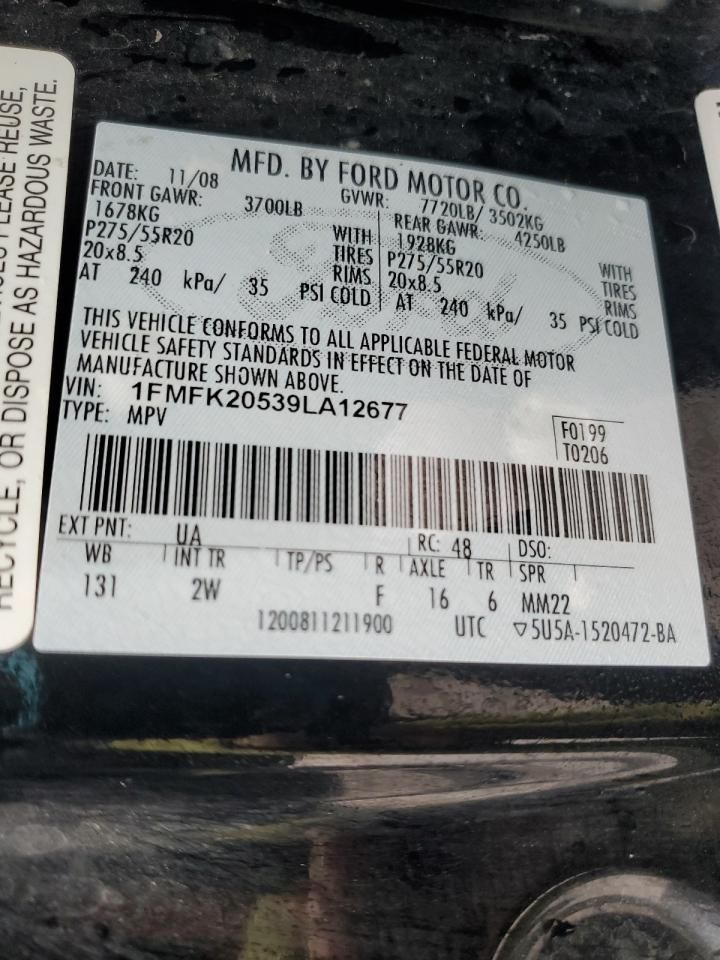 RECYCLE, OR DISPOSE AS HAZARDOUS WASTE.
PLEASE REUSE,
MFD. BY FORD MOTOR CO.
DATE: 11/08 GVWR: 7720LB/ 3502KG
FRONT GAWR: 3700LB REAR GAWR: 4250LB
1678KG WITH 1928KG WITH
P275/55R20 TIRES P275/55R20 TIRES
20x8.5 RIMS 20x8.5 RIMS
AT 240 kPa/ 35 PSI COLD AT 240 kPa/ 35 PSI COLD
Ford
THIS VEHICLE CONFORMS TO ALL APPLICABLE FEDERAL MOTOR
VEHICLE SAFETY STANDARDS IN EFFECT ON THE DATE OF
MANUFACTURE SHOWN ABOVE.
VIN: 1FMFK20539LA12677
TYPE: MPV
F0199
T0206
EXT PNT: UA RC: 48 DSO:
WB INT TR TP/PS R AXLE TR SPR
131 2W F 16 6 MM22
1200811211900 UTC ▽5U5A-1520472-BA